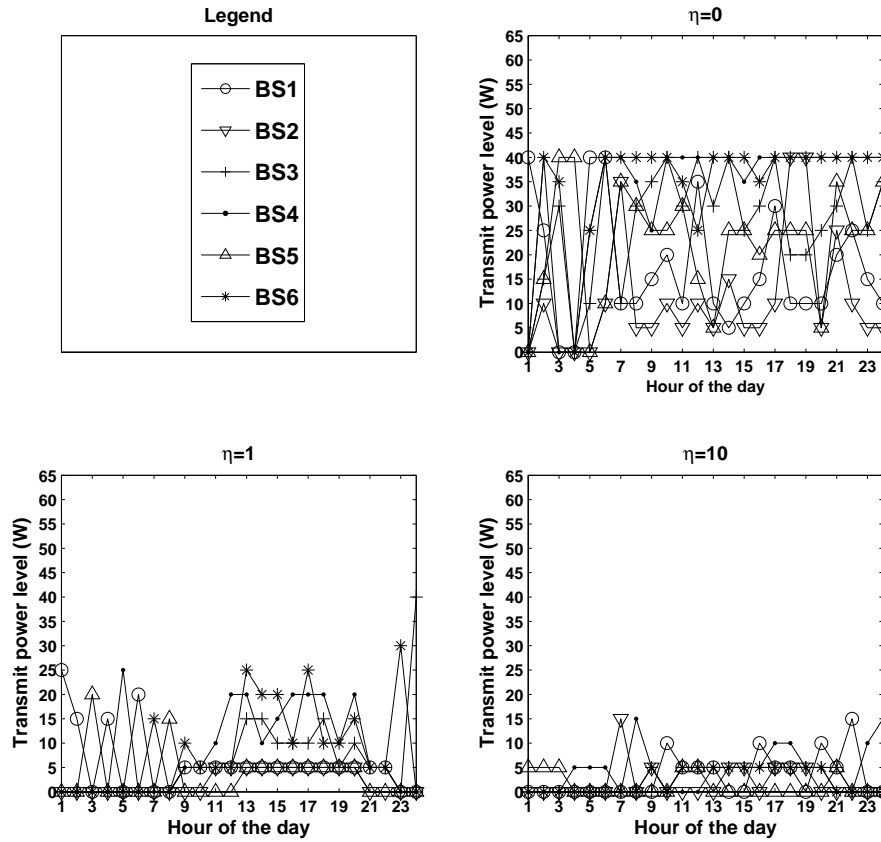 Legend
BS1
BS2
BS3
BS4
BS5
BS6
η=0
Transmit power level (W)
65
60
55
50
45
40
35
30
25
20
15
10
5
0
1 3 5 7 9 11 13 15 17 19 21 23
Hour of the day
η=1
Transmit power level (W)
65
60
55
50
45
40
35
30
25
20
15
10
5
0
1 3 5 7 9 11 13 15 17 19 21 23
Hour of the day
η=10
Transmit power level (W)
65
60
55
50
45
40
35
30
25
20
15
10
5
0
1 3 5 7 9 11 13 15 17 19 21 23
Hour of the day